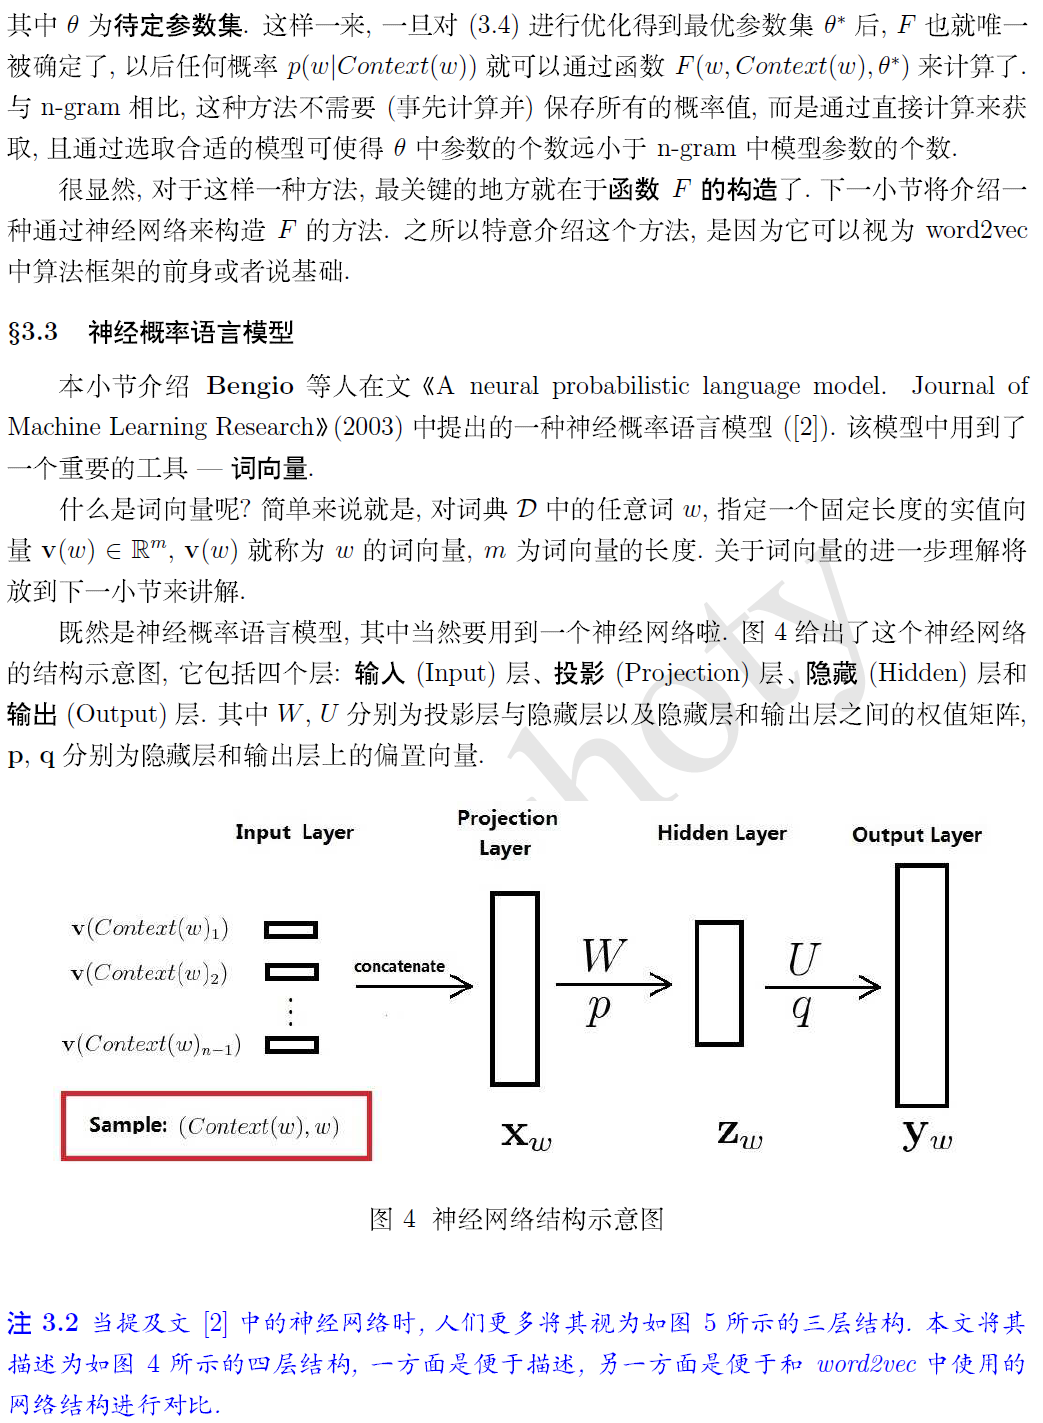 其中 θ 为待定参数集. 这样一来, 一旦对 (3.4) 进行优化得到最优参数集 θ* 后, F 也就唯一
被确定了, 以后任何概率 p(w|Context(w)) 就可以通过函数 F(w, Context(w), θ*) 来计算了.
与 n-gram 相比, 这种方法不需要 (事先计算并) 保存所有的概率值, 而是通过直接计算来获
取, 且通过选取合适的模型可使得 θ 中参数的个数远小于 n-gram 中模型参数的个数.
很显然, 对于这样一种方法, 最关键的地方就在于函数 F 的构造了. 下一小节将介绍一
种通过神经网络来构造 F 的方法. 之所以特意介绍这个方法, 是因为它可以视为 word2vec
中算法框架的前身或者说基础.
§3.3 神经概率语言模型
本小节介绍 Bengio 等人在文《A neural probabilistic language model. Journal of
Machine Learning Research》(2003) 中提出的一种神经概率语言模型 ([2]). 该模型中用到了
一个重要的工具 — 词向量.
什么是词向量呢? 简单来说就是, 对词典 𝒟 中的任意词 w, 指定一个固定长度的实值向
量 v(w) ∈ ℝᵐ, v(w) 就称为 w 的词向量, m 为词向量的长度. 关于词向量的进一步理解将
放到下一小节来讲解.
既然是神经概率语言模型, 其中当然要用到一个神经网络啦. 图 4 给出了这个神经网络
的结构示意图, 它包括四个层: 输入 (Input) 层、投影 (Projection) 层、隐藏 (Hidden) 层和
输出 (Output) 层. 其中 W, U 分别为投影层与隐藏层以及隐藏层和输出层之间的权值矩阵,
p, q 分别为隐藏层和输出层上的偏置向量.
hoty
Input Layer
Projection
Layer
Hidden Layer
Output Layer
v(Context(w)₁)
v(Context(w)₂)
⋮
v(Context(w)ₙ₋₁)
concatenate
W
p
U
q
Sample: (Context(w), w)
x_w
z_w
y_w
图 4 神经网络结构示意图
注 3.2 当提及文 [2] 中的神经网络时, 人们更多将其视为如图 5 所示的三层结构. 本文将其
描述为如图 4 所示的四层结构, 一方面是便于描述, 另一方面是便于和 word2vec 中使用的
网络结构进行对比.